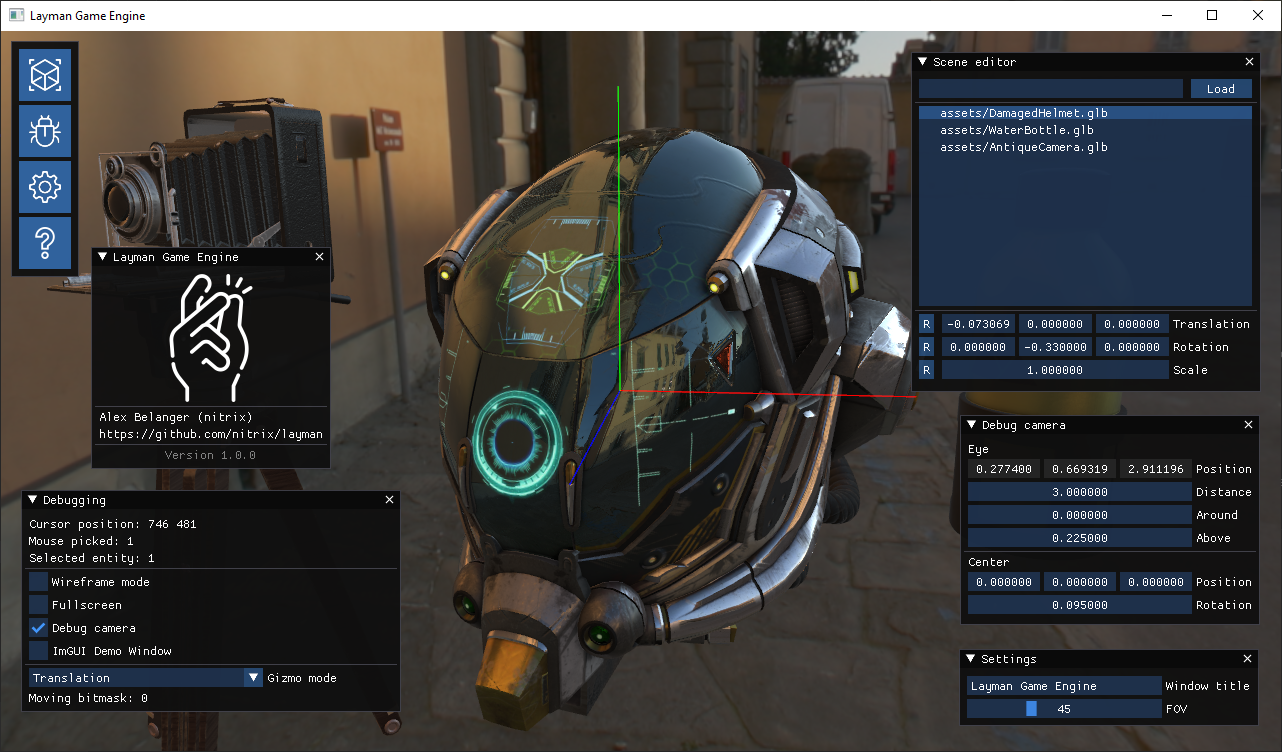 Layman Game Engine
Layman Game Engine
Alex Belanger (nitrix)
https://github.com/nitrix/layman
Version 1.0.0
Debugging
Cursor position: 746 481
Mouse picked: 1
Selected entity: 1
Wireframe mode
Fullscreen
Debug camera
ImGUI Demo Window
Translation Gizmo mode
Moving bitmask: 0
Scene editor
Load
assets/DamagedHelmet.glb
assets/WaterBottle.glb
assets/AntiqueCamera.glb
R -0.073069 0.000000 0.000000 Translation
R 0.000000 -0.330000 0.000000 Rotation
R 1.000000 Scale
Debug camera
Eye
0.277400 0.669319 2.911196 Position
3.000000 Distance
0.000000 Around
0.225000 Above
Center
0.000000 0.000000 0.000000 Position
0.095000 Rotation
Settings
Layman Game Engine Window title
45 FOV